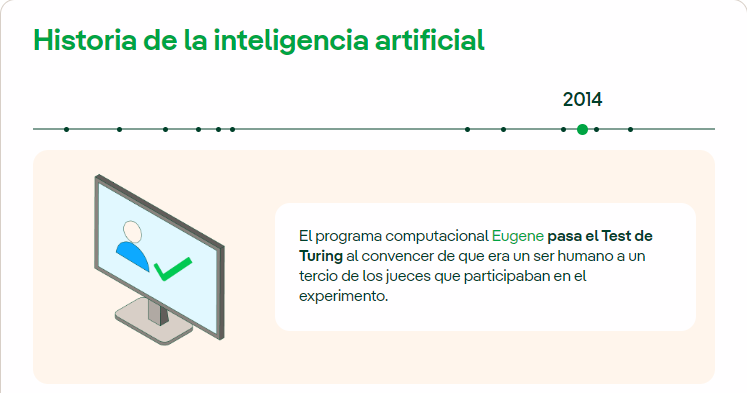 Historia de la inteligencia artificial
2014
El programa computacional Eugene pasa el Test de
Turing al convencer de que era un ser humano a un
tercio de los jueces que participaban en el
experimento.